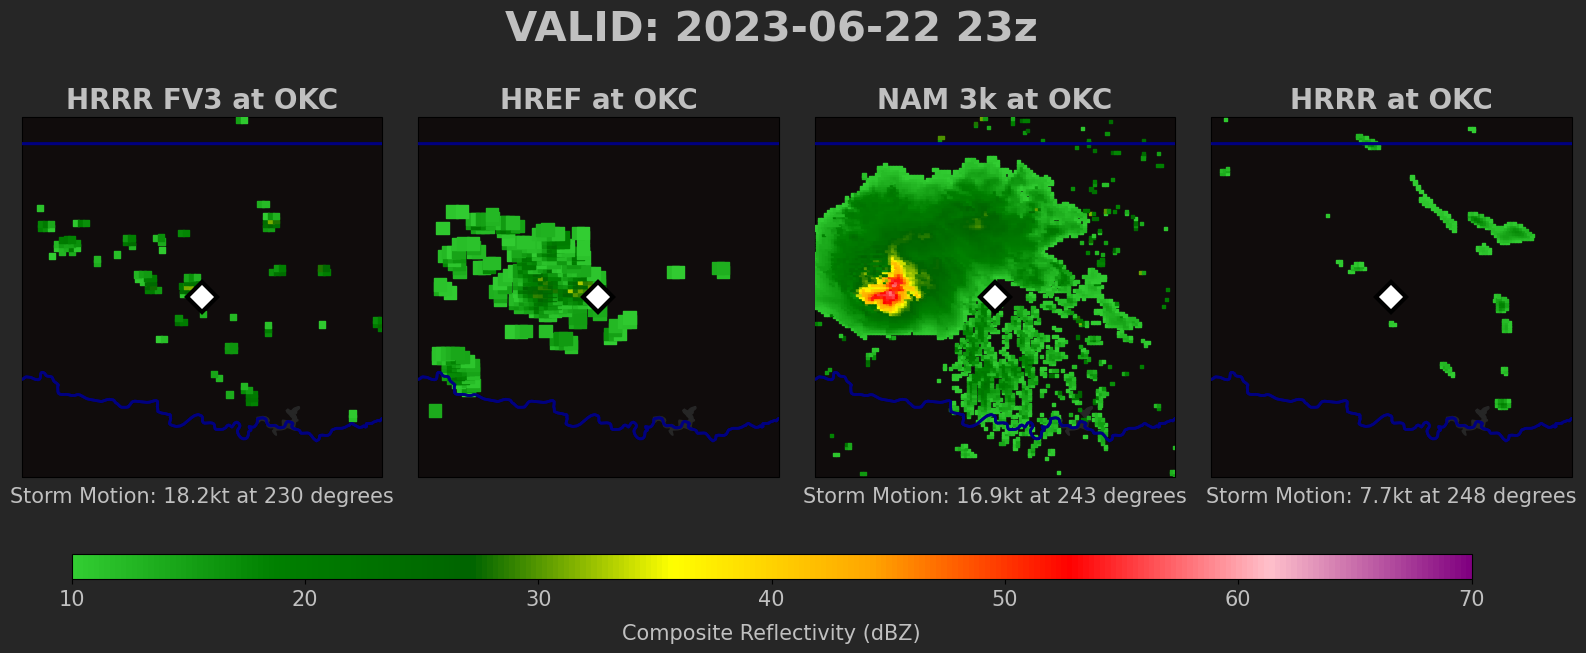 VALID: 2023-06-22 23z
HRRR FV3 at OKC
HREF at OKC
NAM 3k at OKC
HRRR at OKC
Storm Motion: 18.2kt at 230 degrees
Storm Motion: 16.9kt at 243 degrees
Storm Motion: 7.7kt at 248 degrees
10 20 30 40 50 60 70
Composite Reflectivity (dBZ)